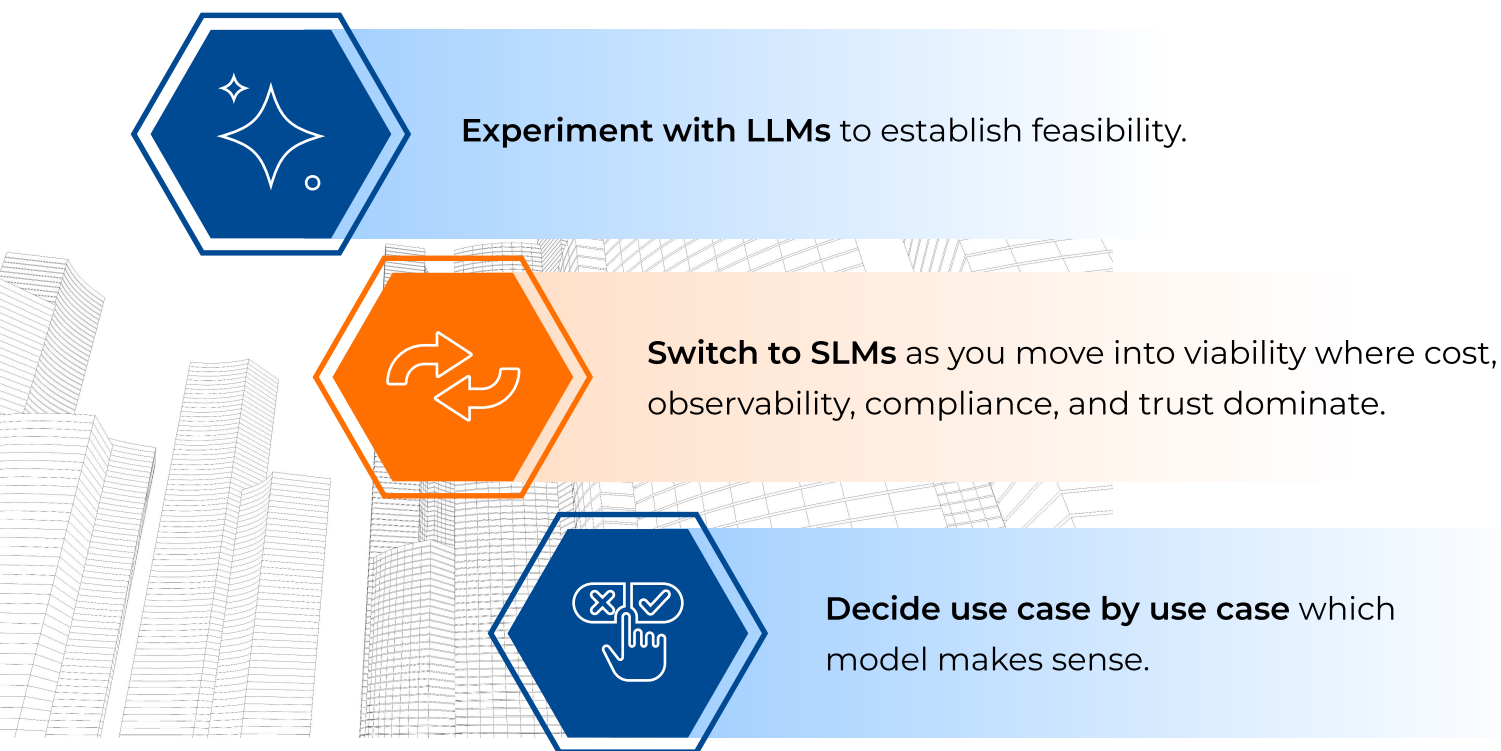 Experiment with LLMs to establish feasibility.
Switch to SLMs as you move into viability where cost,
observability, compliance, and trust dominate.
Decide use case by use case which
model makes sense.